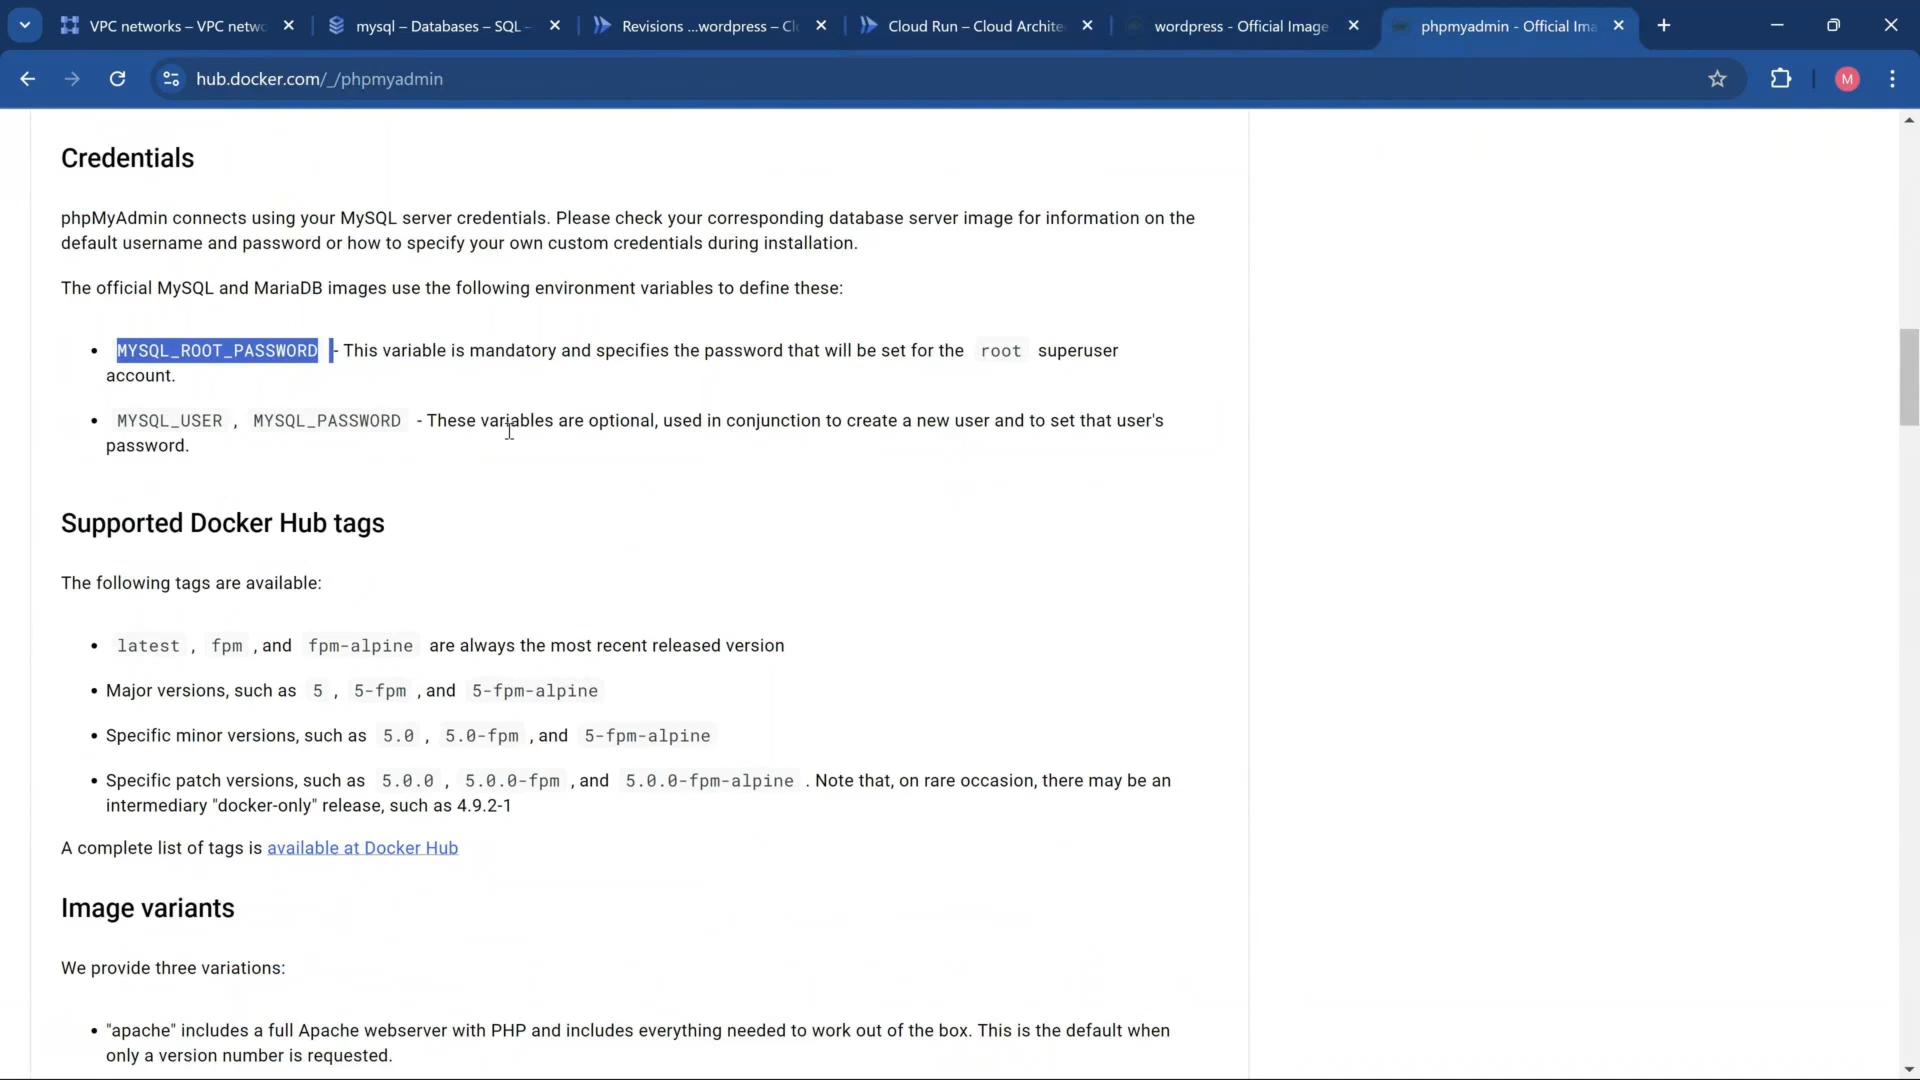 VPC networks – VPC netwo
mysql – Databases – SQL –
Revisions ...wordpress – Cl
Cloud Run – Cloud Archite
wordpress - Official Image
phpmyadmin - Official Ima
hub.docker.com/_/phpmyadmin
M
Credentials
phpMyAdmin connects using your MySQL server credentials. Please check your corresponding database server image for information on the
default username and password or how to specify your own custom credentials during installation.
The official MySQL and MariaDB images use the following environment variables to define these:
• MYSQL_ROOT_PASSWORD - This variable is mandatory and specifies the password that will be set for the root superuser
account.
• MYSQL_USER , MYSQL_PASSWORD - These variables are optional, used in conjunction to create a new user and to set that user's
password.
Supported Docker Hub tags
The following tags are available:
• latest , fpm , and fpm-alpine are always the most recent released version
• Major versions, such as 5 , 5-fpm , and 5-fpm-alpine
• Specific minor versions, such as 5.0 , 5.0-fpm , and 5-fpm-alpine
• Specific patch versions, such as 5.0.0 , 5.0.0-fpm , and 5.0.0-fpm-alpine . Note that, on rare occasion, there may be an
intermediary "docker-only" release, such as 4.9.2-1
A complete list of tags is available at Docker Hub
Image variants
We provide three variations:
• "apache" includes a full Apache webserver with PHP and includes everything needed to work out of the box. This is the default when
only a version number is requested.